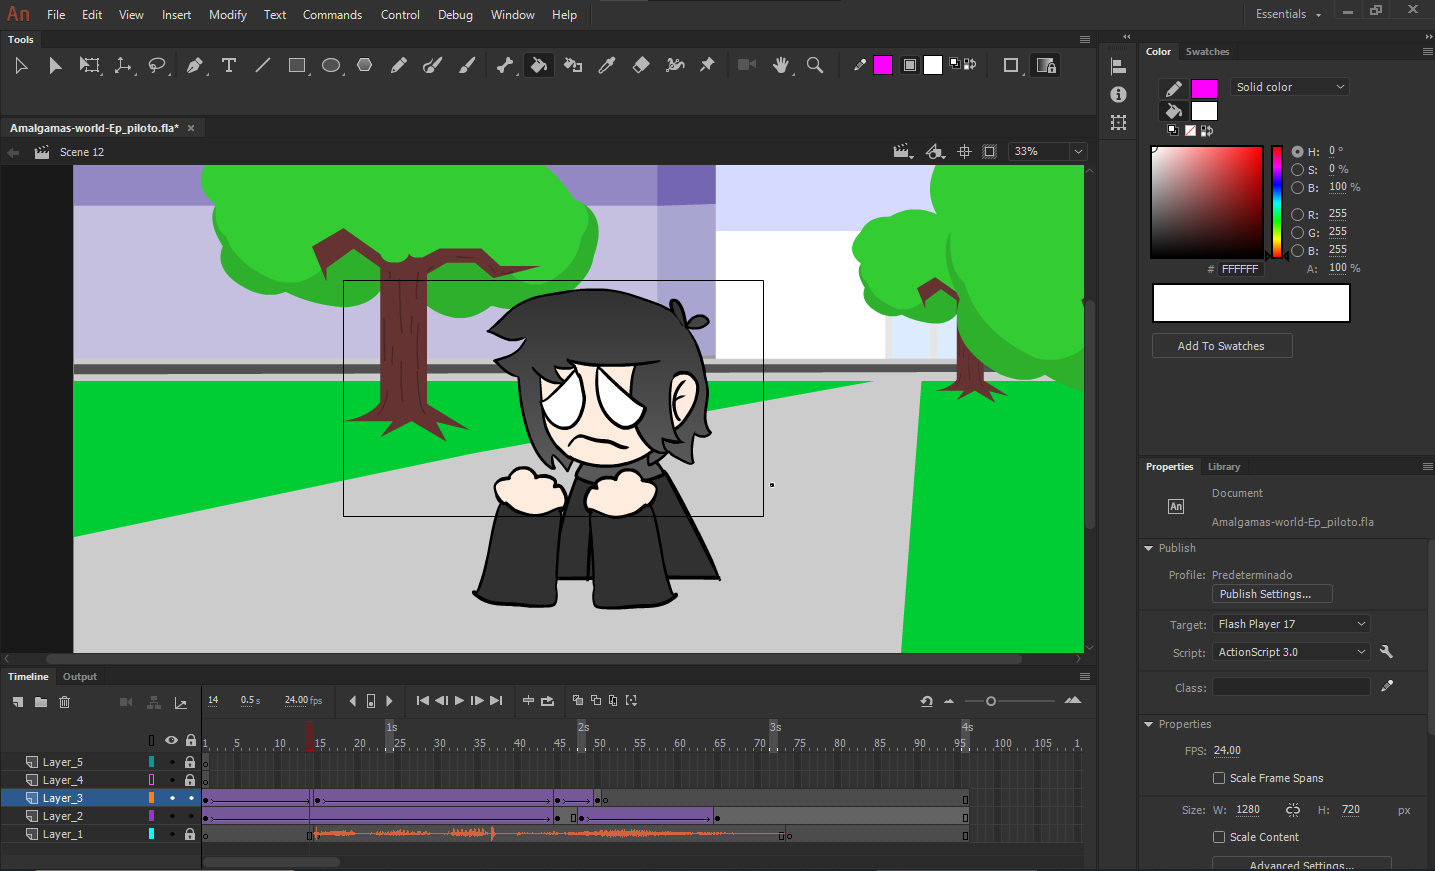 An File Edit View Insert Modify Text Commands Control Debug Window Help Essentials
Tools
Amalgamas-world-Ep_piloto.fla* ×
Scene 12 33%
Color Swatches
Solid color
H: 0 °
S: 0 %
B: 100 %
R: 255
G: 255
B: 255
# FFFFFF A: 100 %
Add To Swatches
Properties Library
Document
An
Amalgamas-world-Ep_piloto.fla
Publish
Profile: Predeterminado
Publish Settings...
Target: Flash Player 17
Script: ActionScript 3.0
Class:
Properties
FPS: 24.00
Scale Frame Spans
Size: W: 1280 H: 720 px
Scale Content
Advanced Settings...
Timeline Output
14 0.5 s 24.00 fps
1s 2s 3s 4s
1 5 10 15 20 25 30 35 40 45 50 55 60 65 70 75 80 85 90 95 100 105 1
Layer_5
Layer_4
Layer_3
Layer_2
Layer_1